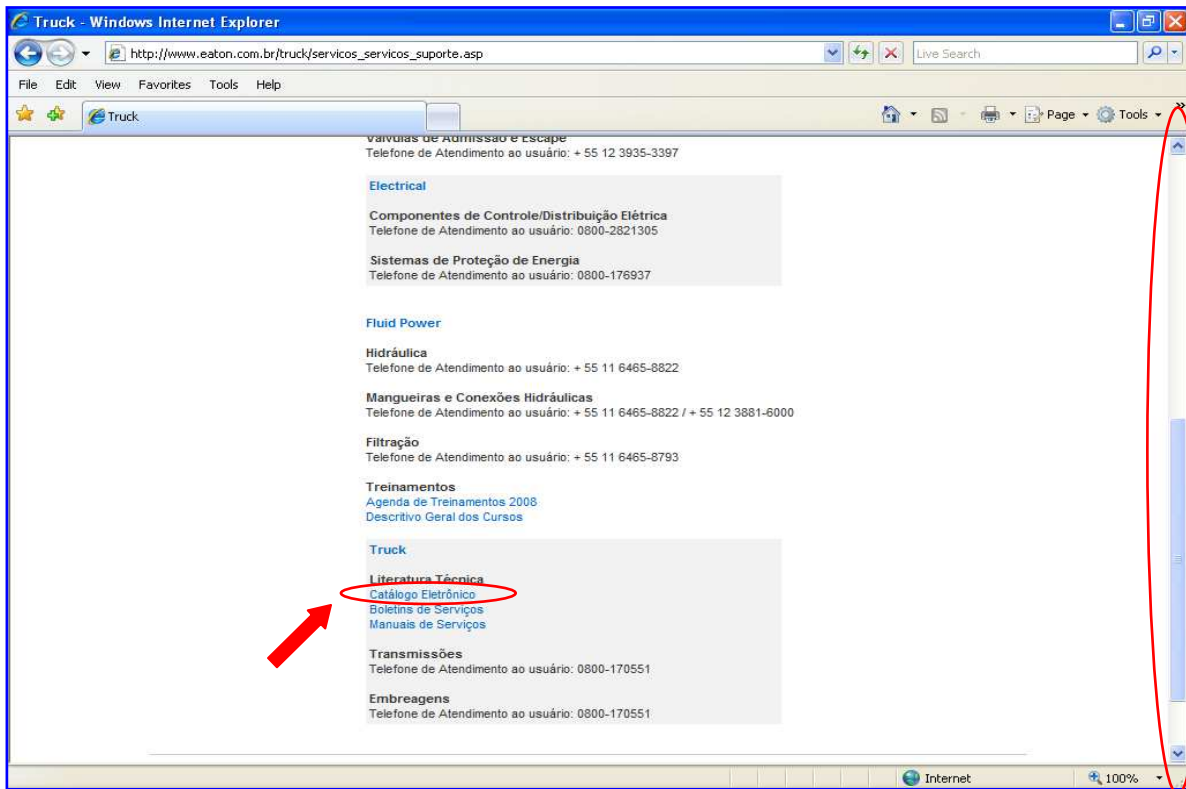 Truck - Windows Internet Explorer
http://www.eaton.com.br/truck/servicos_servicos_suporte.asp
Live Search
File Edit View Favorites Tools Help
Truck
Page Tools »
Válvulas de Admissão e Escape
Telefone de Atendimento ao usuário: + 55 12 3935-3397
Electrical
Componentes de Controle/Distribuição Elétrica
Telefone de Atendimento ao usuário: 0800-2821305
Sistemas de Proteção de Energia
Telefone de Atendimento ao usuário: 0800-176937
Fluid Power
Hidráulica
Telefone de Atendimento ao usuário: + 55 11 6465-8822
Mangueiras e Conexões Hidráulicas
Telefone de Atendimento ao usuário: + 55 11 6465-8822 / + 55 12 3881-6000
Filtração
Telefone de Atendimento ao usuário: + 55 11 6465-8793
Treinamentos
Agenda de Treinamentos 2008
Descritivo Geral dos Cursos
Truck
Literatura Técnica
Catálogo Eletrônico
Boletins de Serviços
Manuais de Serviços
Transmissões
Telefone de Atendimento ao usuário: 0800-170551
Embreagens
Telefone de Atendimento ao usuário: 0800-170551
Internet
100%